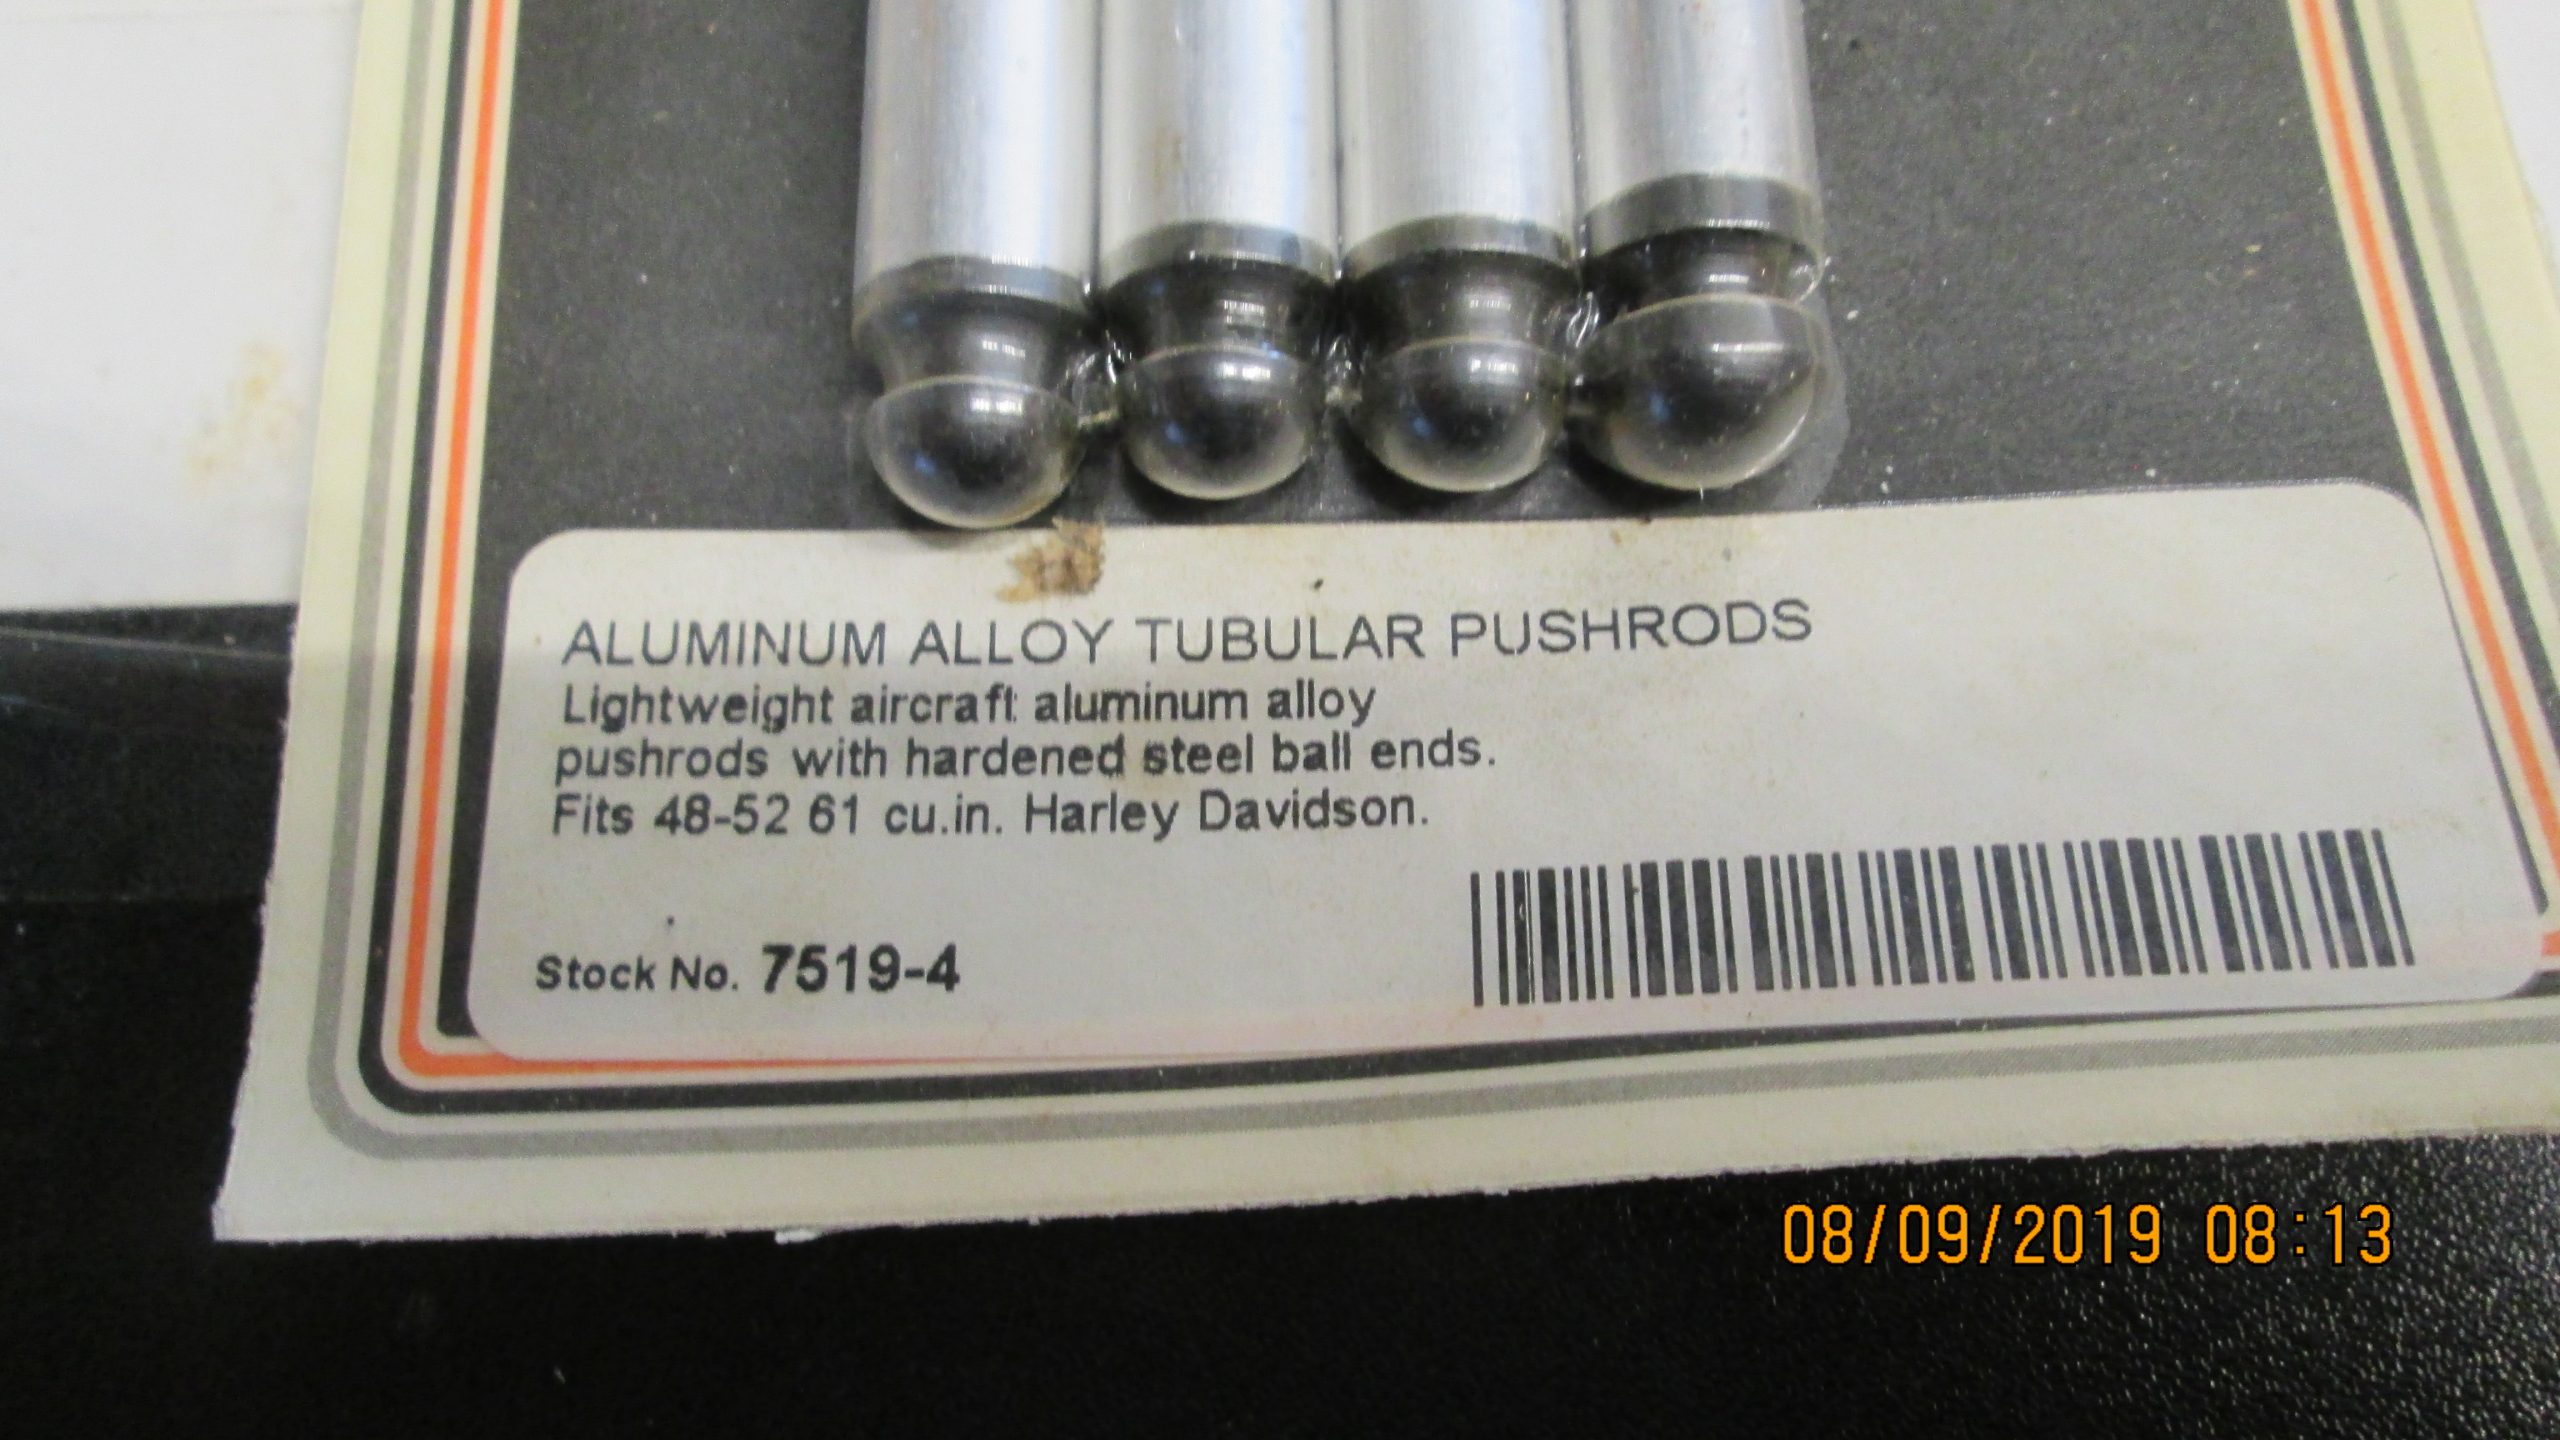 ALUMINUM ALLOY TUBULAR PUSHRODS
Lightweight aircraft aluminum alloy
pushrods with hardened steel ball ends.
Fits 48-52 61 cu.in. Harley Davidson.
Stock No. 7519-4
08/09/2019 08:13